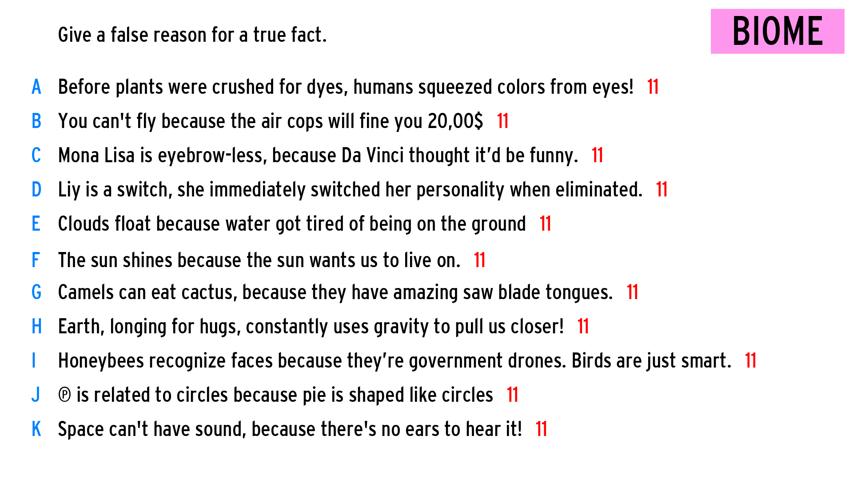 Give a false reason for a true fact.
BIOME
A Before plants were crushed for dyes, humans squeezed colors from eyes! 11
B You can't fly because the air cops will fine you 20,00$ 11
C Mona Lisa is eyebrow-less, because Da Vinci thought it’d be funny. 11
D Liy is a switch, she immediately switched her personality when eliminated. 11
E Clouds float because water got tired of being on the ground 11
F The sun shines because the sun wants us to live on. 11
G Camels can eat cactus, because they have amazing saw blade tongues. 11
H Earth, longing for hugs, constantly uses gravity to pull us closer! 11
I Honeybees recognize faces because they’re government drones. Birds are just smart. 11
J ℗ is related to circles because pie is shaped like circles 11
K Space can't have sound, because there's no ears to hear it! 11